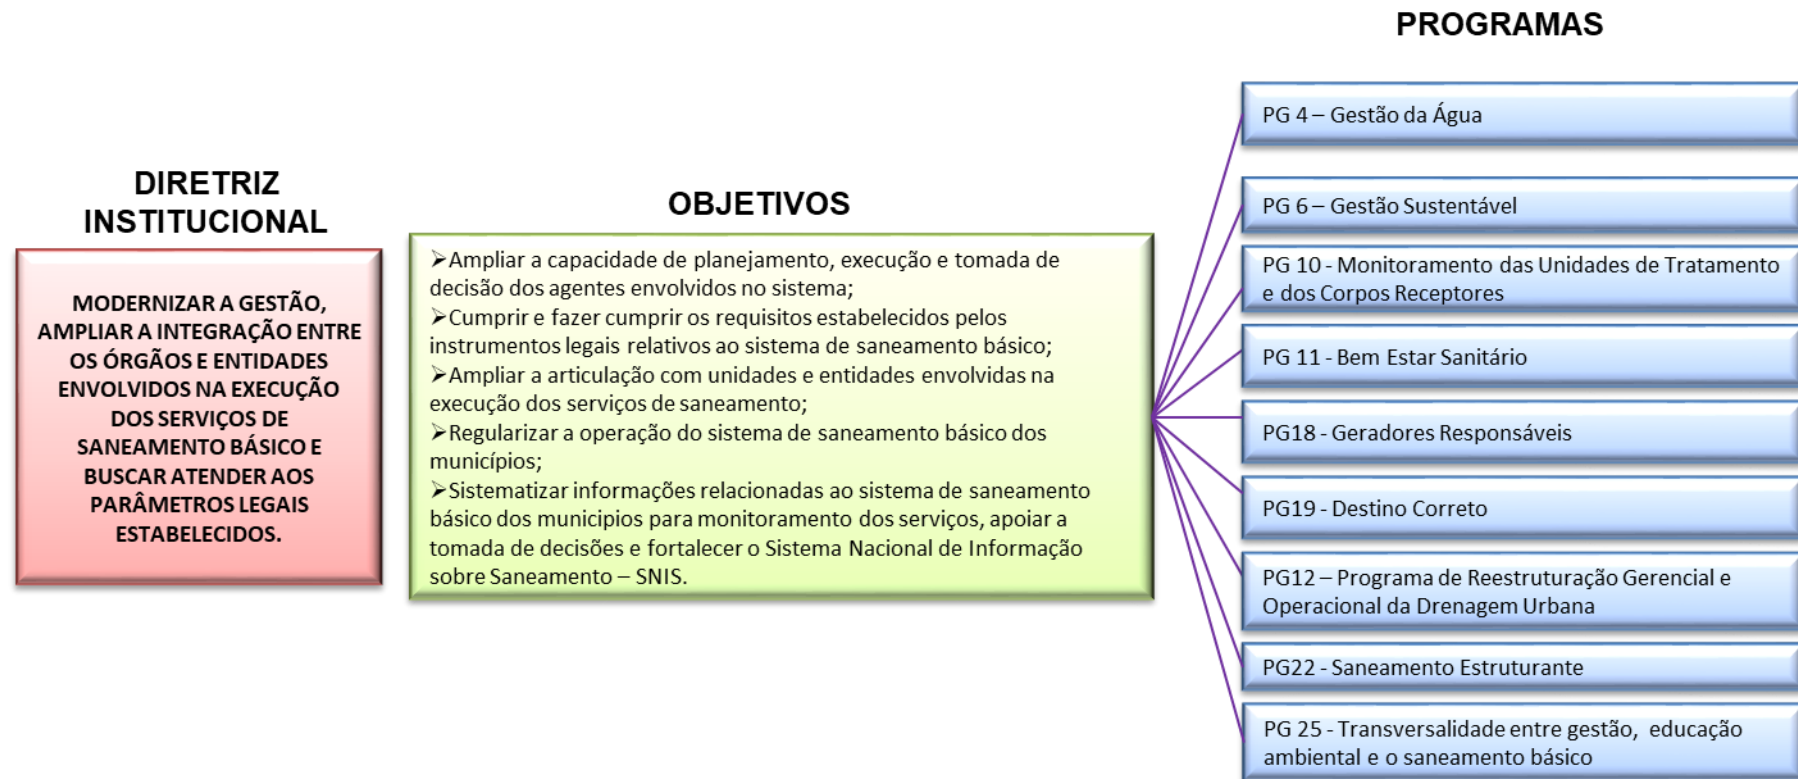 DIRETRIZ
INSTITUCIONAL
MODERNIZAR A GESTÃO,
AMPLIAR A INTEGRAÇÃO ENTRE
OS ÓRGÃOS E ENTIDADES
ENVOLVIDOS NA EXECUÇÃO
DOS SERVIÇOS DE
SANEAMENTO BÁSICO E
BUSCAR ATENDER AOS
PARÂMETROS LEGAIS
ESTABELECIDOS.
OBJETIVOS
➢Ampliar a capacidade de planejamento, execução e tomada de
decisão dos agentes envolvidos no sistema;
➢Cumprir e fazer cumprir os requisitos estabelecidos pelos
instrumentos legais relativos ao sistema de saneamento básico;
➢Ampliar a articulação com unidades e entidades envolvidas na
execução dos serviços de saneamento;
➢Regularizar a operação do sistema de saneamento básico dos
municípios;
➢Sistematizar informações relacionadas ao sistema de saneamento
básico dos municipios para monitoramento dos serviços, apoiar a
tomada de decisões e fortalecer o Sistema Nacional de Informação
sobre Saneamento – SNIS.
PROGRAMAS
PG 4 – Gestão da Água
PG 6 – Gestão Sustentável
PG 10 - Monitoramento das Unidades de Tratamento
e dos Corpos Receptores
PG 11 - Bem Estar Sanitário
PG18 - Geradores Responsáveis
PG19 - Destino Correto
PG12 – Programa de Reestruturação Gerencial e
Operacional da Drenagem Urbana
PG22 - Saneamento Estruturante
PG 25 - Transversalidade entre gestão, educação
ambiental e o saneamento básico